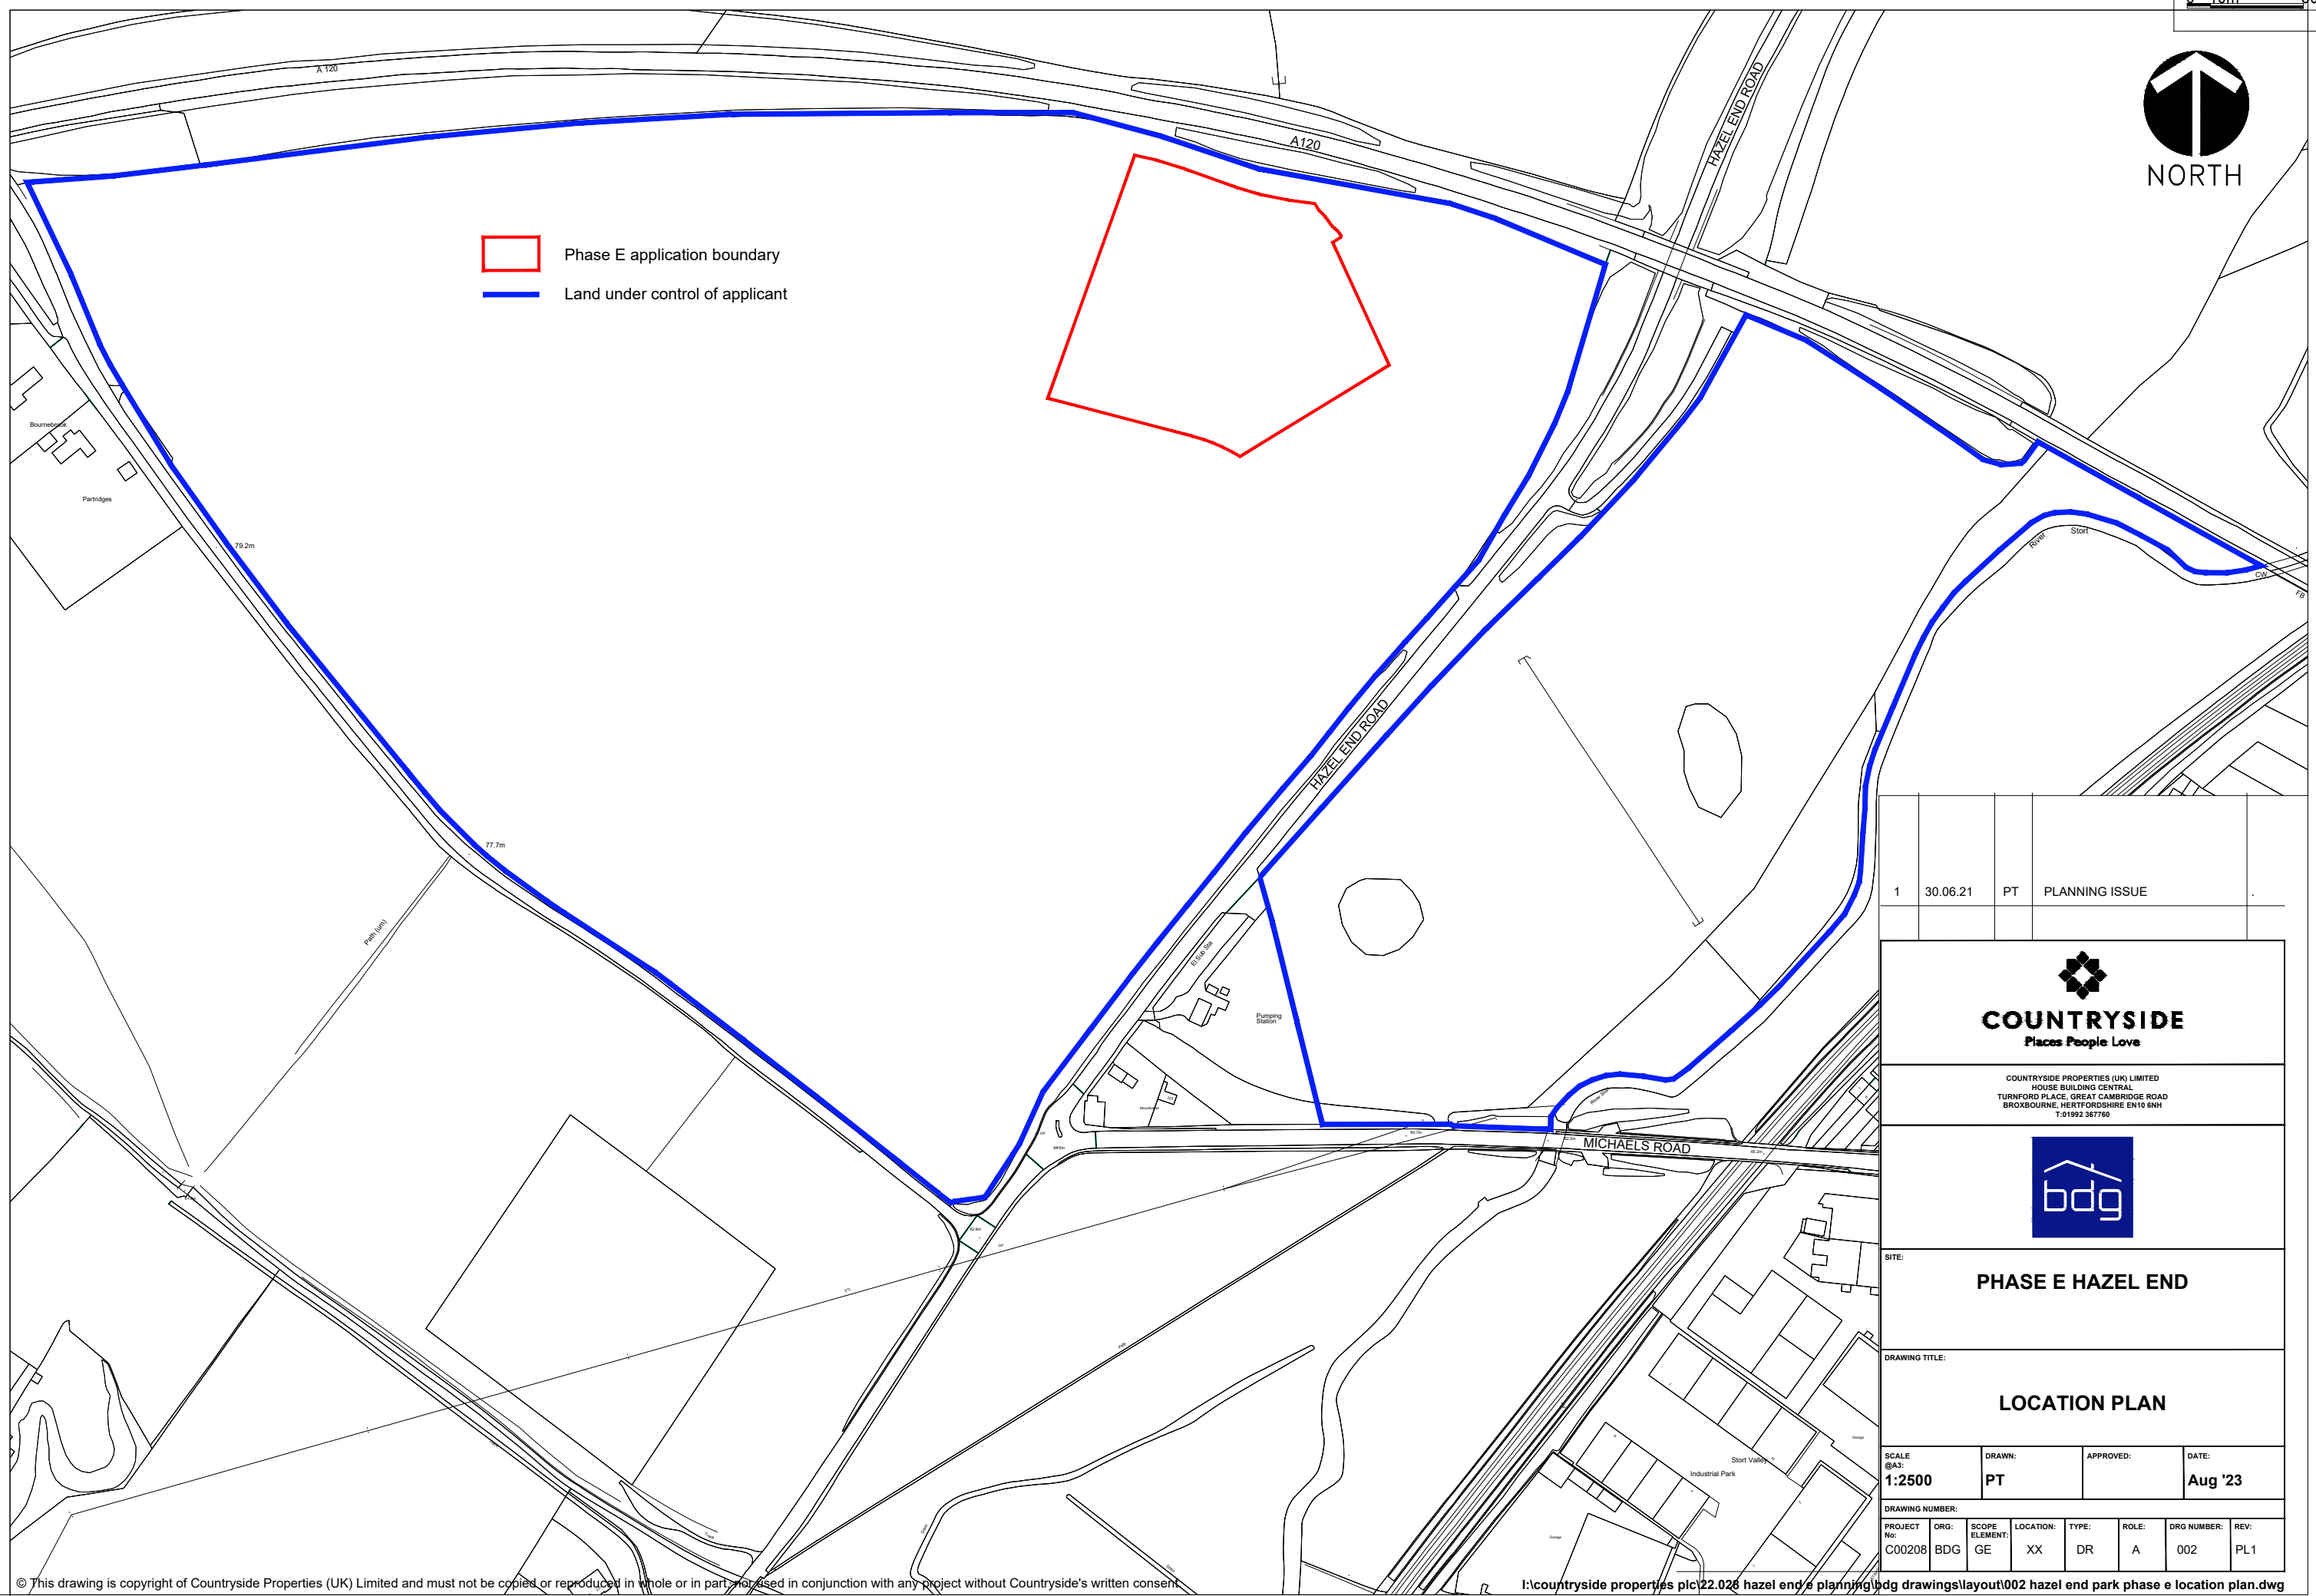 A 120
A120
HAZEL END ROAD
NORTH
Phase E application boundary
Land under control of applicant
Bournebrook
Partridges
79.2m
River
Stort
CW
FB
HAZEL END ROAD
77.7m
Path (um)
El Sub Sta
Pumping
Station
MICHAELS ROAD
Stort Valley
Industrial Park
Garage
Garage
1 30.06.21 PT PLANNING ISSUE .
COUNTRYSIDE
Places People Love
COUNTRYSIDE PROPERTIES (UK) LIMITED
HOUSE BUILDING CENTRAL
TURNFORD PLACE, GREAT CAMBRIDGE ROAD
BROXBOURNE, HERTFORDSHIRE EN10 6NH
T:01992 367760
bdg
SITE:
PHASE E HAZEL END
DRAWING TITLE:
LOCATION PLAN
SCALE @A3: 1:2500
DRAWN: PT
APPROVED:
DATE: Aug '23
DRAWING NUMBER:
PROJECT No: ORG: SCOPE ELEMENT: LOCATION: TYPE: ROLE: DRG NUMBER: REV:
C00208 BDG GE XX DR A 002 PL1
© This drawing is copyright of Countryside Properties (UK) Limited and must not be copied or reproduced in whole or in part, nor used in conjunction with any project without Countryside's written consent
I:\countryside properties plc\22.028 hazel end e planning\bdg drawings\layout\002 hazel end park phase e location plan.dwg